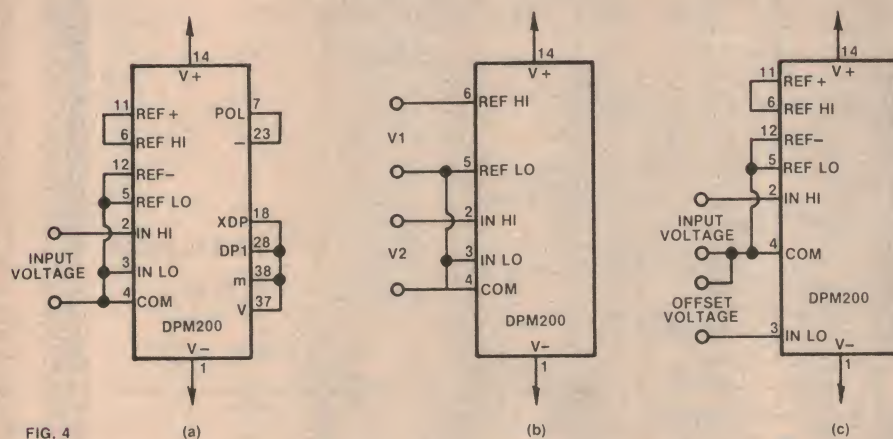 14
V+
11 REF+
6 REF HI
12 REF-
5 REF LO
2 IN HI
INPUT
VOLTAGE
3 IN LO
4 COM
POL 7
- 23
XDP 18
DP1 28
m 38
V 37
DPM200
V-
1
FIG. 4
(a)
14
V+
6 REF HI
V1
5 REF LO
2 IN HI
V2
3 IN LO
4 COM
DPM200
V-
1
(b)
14
V+
11 REF+
6 REF HI
12 REF-
5 REF LO
2 IN HI
INPUT
VOLTAGE
4 COM
OFFSET
VOLTAGE
DPM200
3 IN LO
V-
1
(c)